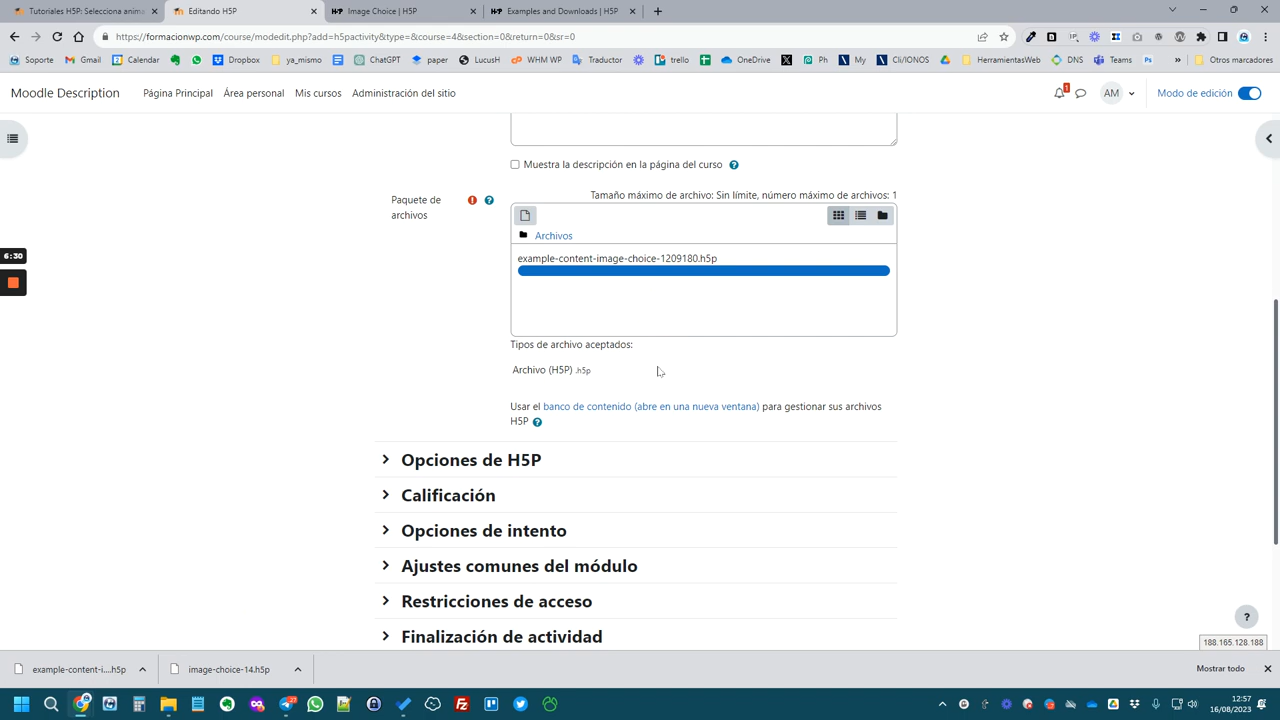 Tutoriales H5P: Selecciona anima
Editando H5P
Image Choice | H5P
Examples and Downloads | H5P
https://formacionwp.com/course/modedit.php?add=h5pactivity&type=&course=4&section=0&return=0&sr=0
Soporte Gmail Calendar Dropbox ya_mismo ChatGPT paper LucusH WHM WP Traductor trello OneDrive Ph My Cli/IONOS HerramientasWeb DNS Teams » Otros marcadores
Moodle Description Página Principal Área personal Mis cursos Administración del sitio 1 AM Modo de edición
Muestra la descripción en la página del curso
Paquete de archivos
Tamaño máximo de archivo: Sin límite, número máximo de archivos: 1
Archivos
6:30
example-content-image-choice-1209180.h5p
Tipos de archivo aceptados:
Archivo (H5P) .h5p
Usar el banco de contenido (abre en una nueva ventana) para gestionar sus archivos
H5P
Opciones de H5P
Calificación
Opciones de intento
Ajustes comunes del módulo
Restricciones de acceso
Finalización de actividad
188.165.128.188
example-content-i....h5p
image-choice-14.h5p
Mostrar todo
12:57
16/08/2023